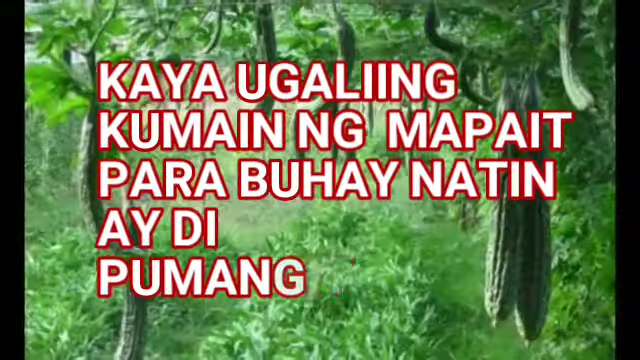 KAYA UGALIING
KUMAIN NG MAPAIT
PARA BUHAY NATIN
AY DI
PUMANG